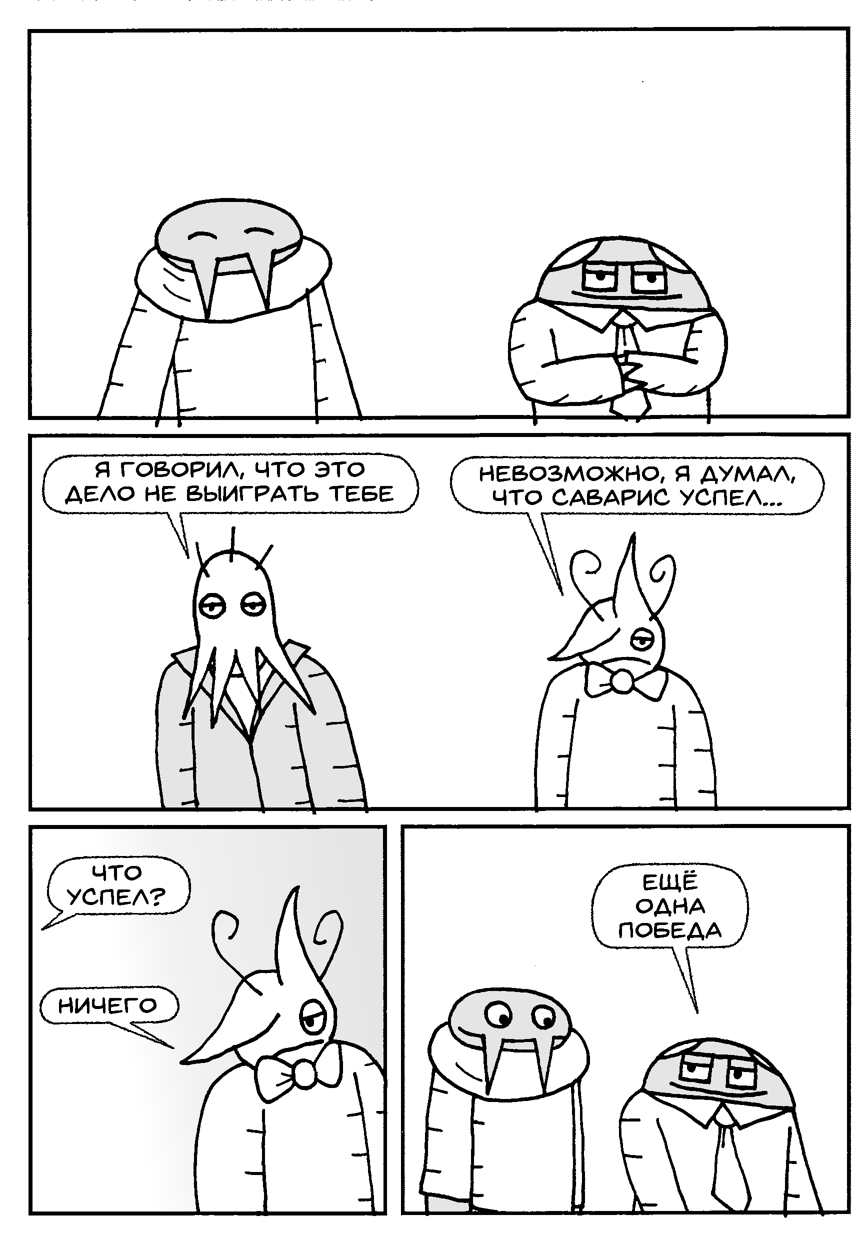 Я ГОВОРИЛ, ЧТО ЭТО
ДЕЛО НЕ ВЫИГРАТЬ ТЕБЕ
НЕВОЗМОЖНО, Я ДУМАЛ,
ЧТО САВАРИС УСПЕЛ...
ЧТО
УСПЕЛ?
НИЧЕГО
ЕЩЁ
ОДНА
ПОБЕДА